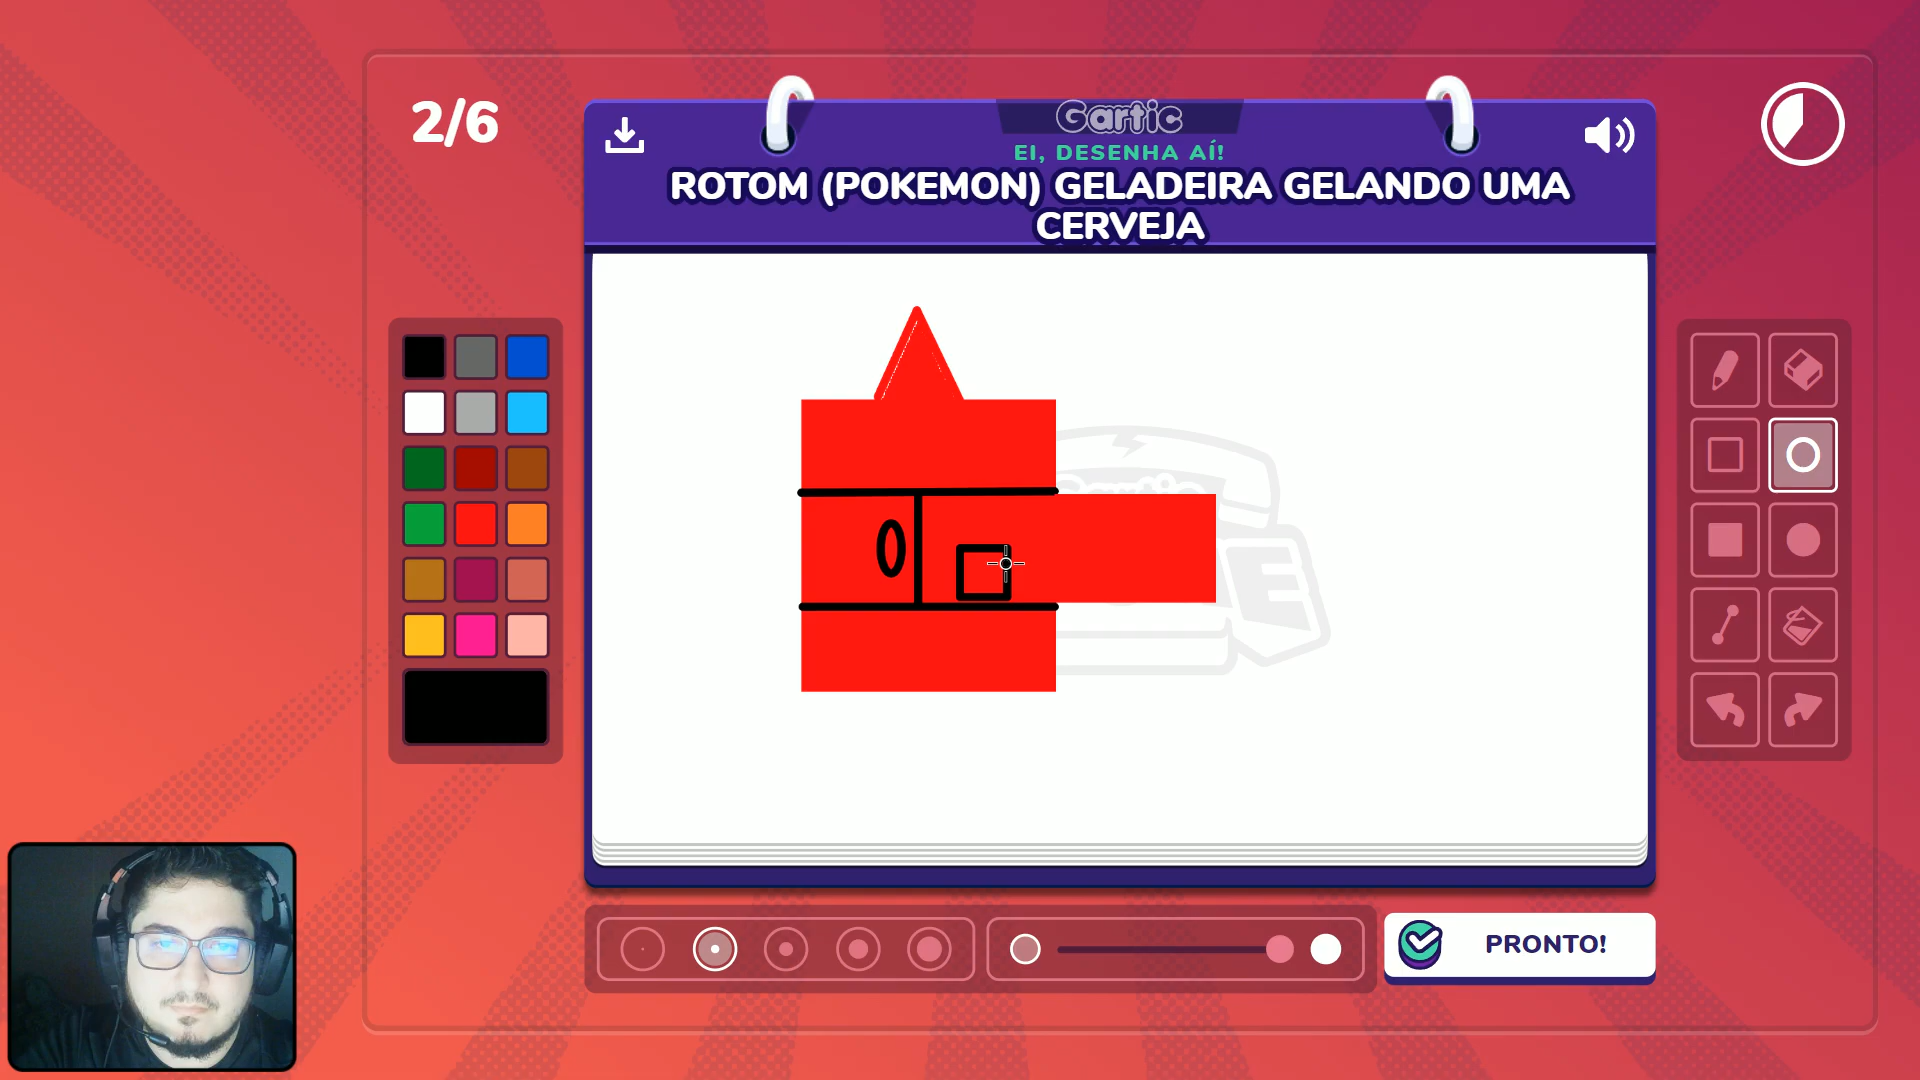 2/6
Gartic
EI, DESENHA AÍ!
ROTOM (POKEMON) GELADEIRA GELANDO UMA
CERVEJA
PRONTO!